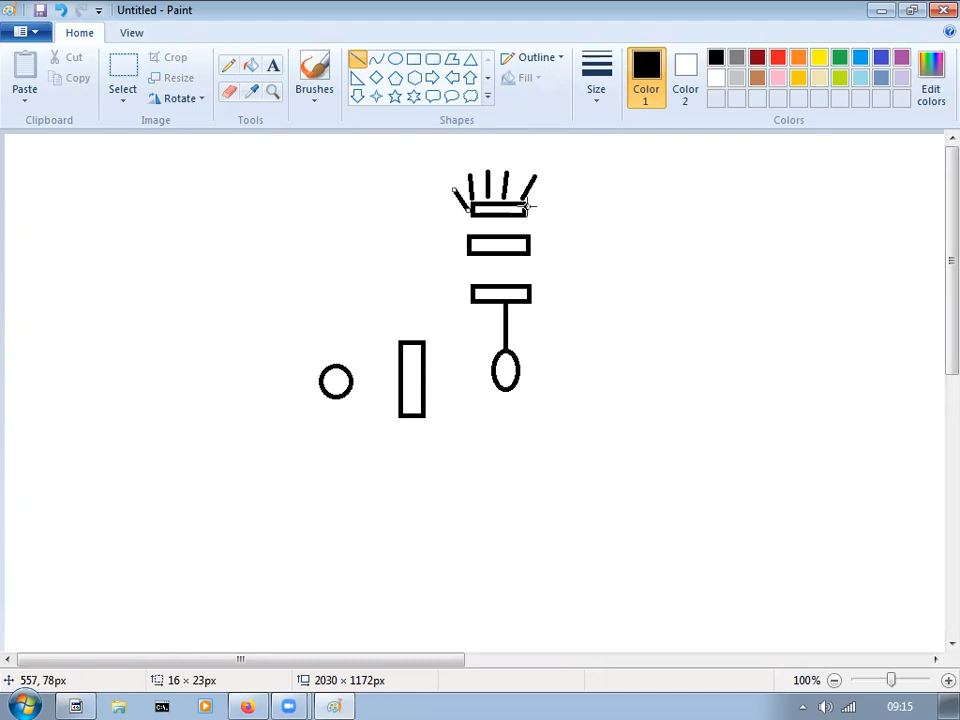 Untitled - Paint
Home
View
Paste
Cut
Copy
Clipboard
Select
Crop
Resize
Rotate
Image
A
Tools
Brushes
Shapes
Outline
Fill
Size
Color 1
Color 2
Edit colors
Colors
557, 78px
16 × 23px
2030 × 1172px
100%
09:15